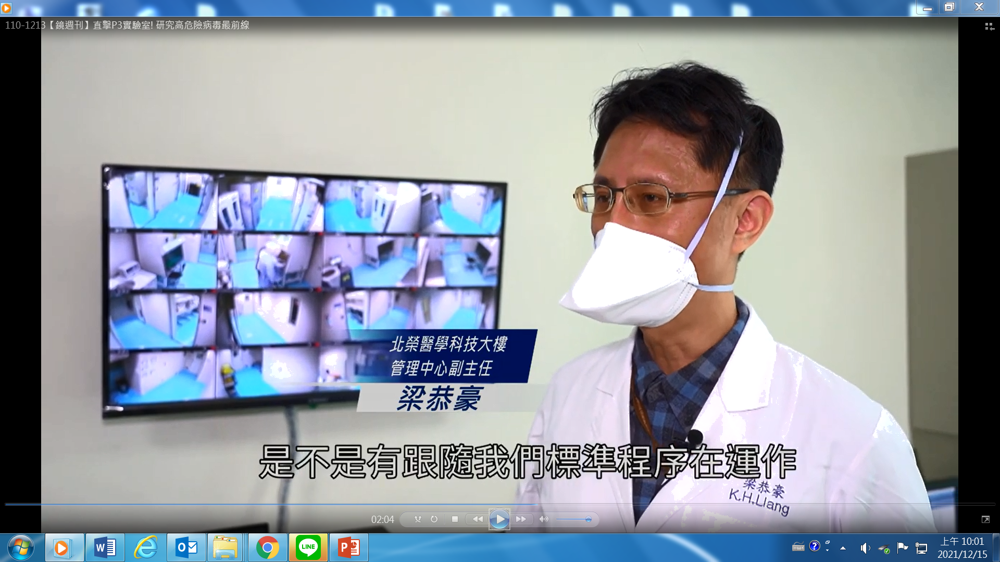 110-1213【鏡週刊】直擊P3實驗室! 研究高危險病毒最前線
北榮醫學科技大樓
管理中心副主任
梁恭豪
是不是有跟隨我們標準程序在運作
梁恭豪
K.H.Liang
02:04
LINE
上午 10:01
2021/12/15